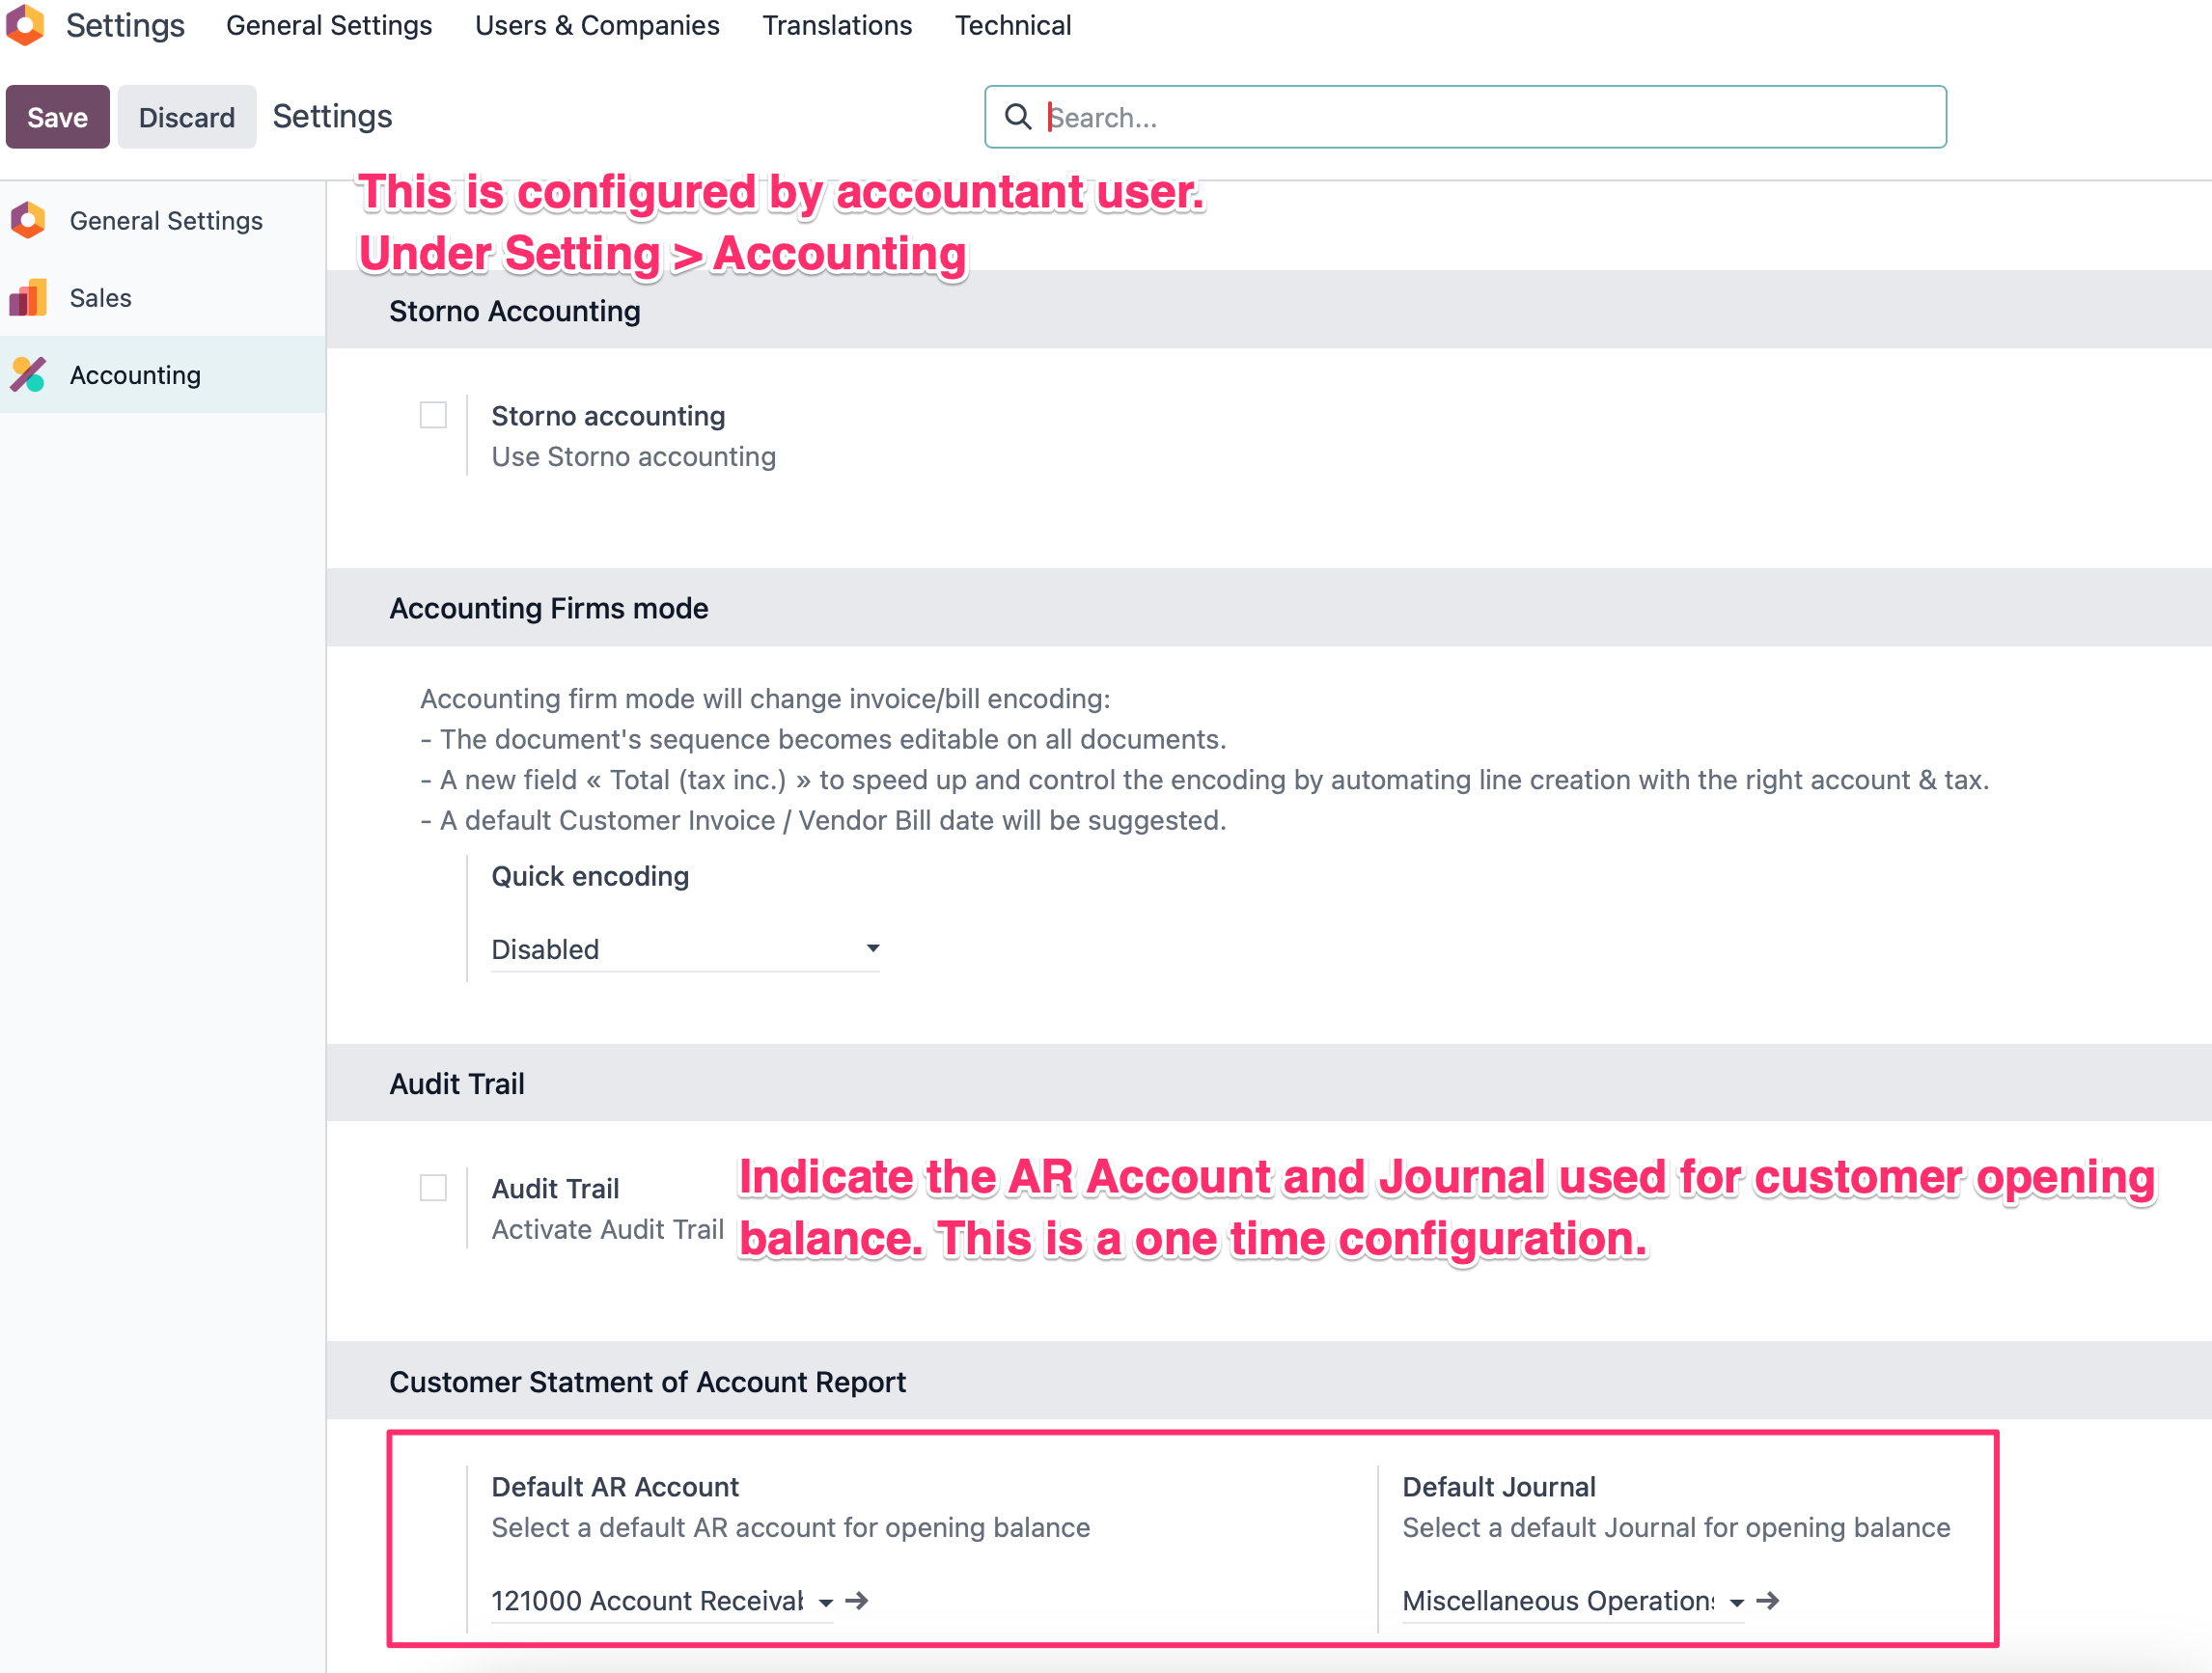 Settings General Settings Users & Companies Translations Technical
Save Discard Settings Search...
This is configured by accountant user.
Under Setting > Accounting
General Settings
Sales
Accounting
Storno Accounting
Storno accounting
Use Storno accounting
Accounting Firms mode
Accounting firm mode will change invoice/bill encoding:
- The document's sequence becomes editable on all documents.
- A new field « Total (tax inc.) » to speed up and control the encoding by automating line creation with the right account & tax.
- A default Customer Invoice / Vendor Bill date will be suggested.
Quick encoding
Disabled
Audit Trail
Audit Trail
Activate Audit Trail
Indicate the AR Account and Journal used for customer opening
balance. This is a one time configuration.
Customer Statment of Account Report
Default AR Account
Select a default AR account for opening balance
121000 Account Receivab
Default Journal
Select a default Journal for opening balance
Miscellaneous Operations